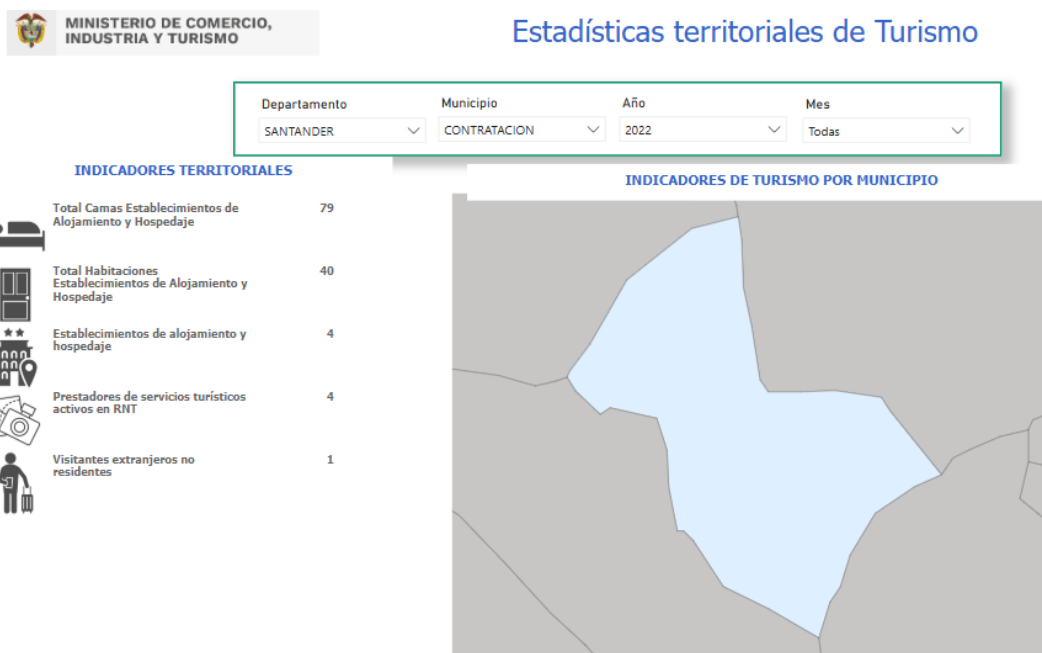 MINISTERIO DE COMERCIO,
INDUSTRIA Y TURISMO
Estadísticas territoriales de Turismo
Departamento
SANTANDER
Municipio
CONTRATACION
Año
2022
Mes
Todas
INDICADORES TERRITORIALES
Total Camas Establecimientos de
Alojamiento y Hospedaje
79
Total Habitaciones
Establecimientos de Alojamiento y
Hospedaje
40
Establecimientos de alojamiento y
hospedaje
4
Prestadores de servicios turísticos
activos en RNT
4
Visitantes extranjeros no
residentes
1
INDICADORES DE TURISMO POR MUNICIPIO